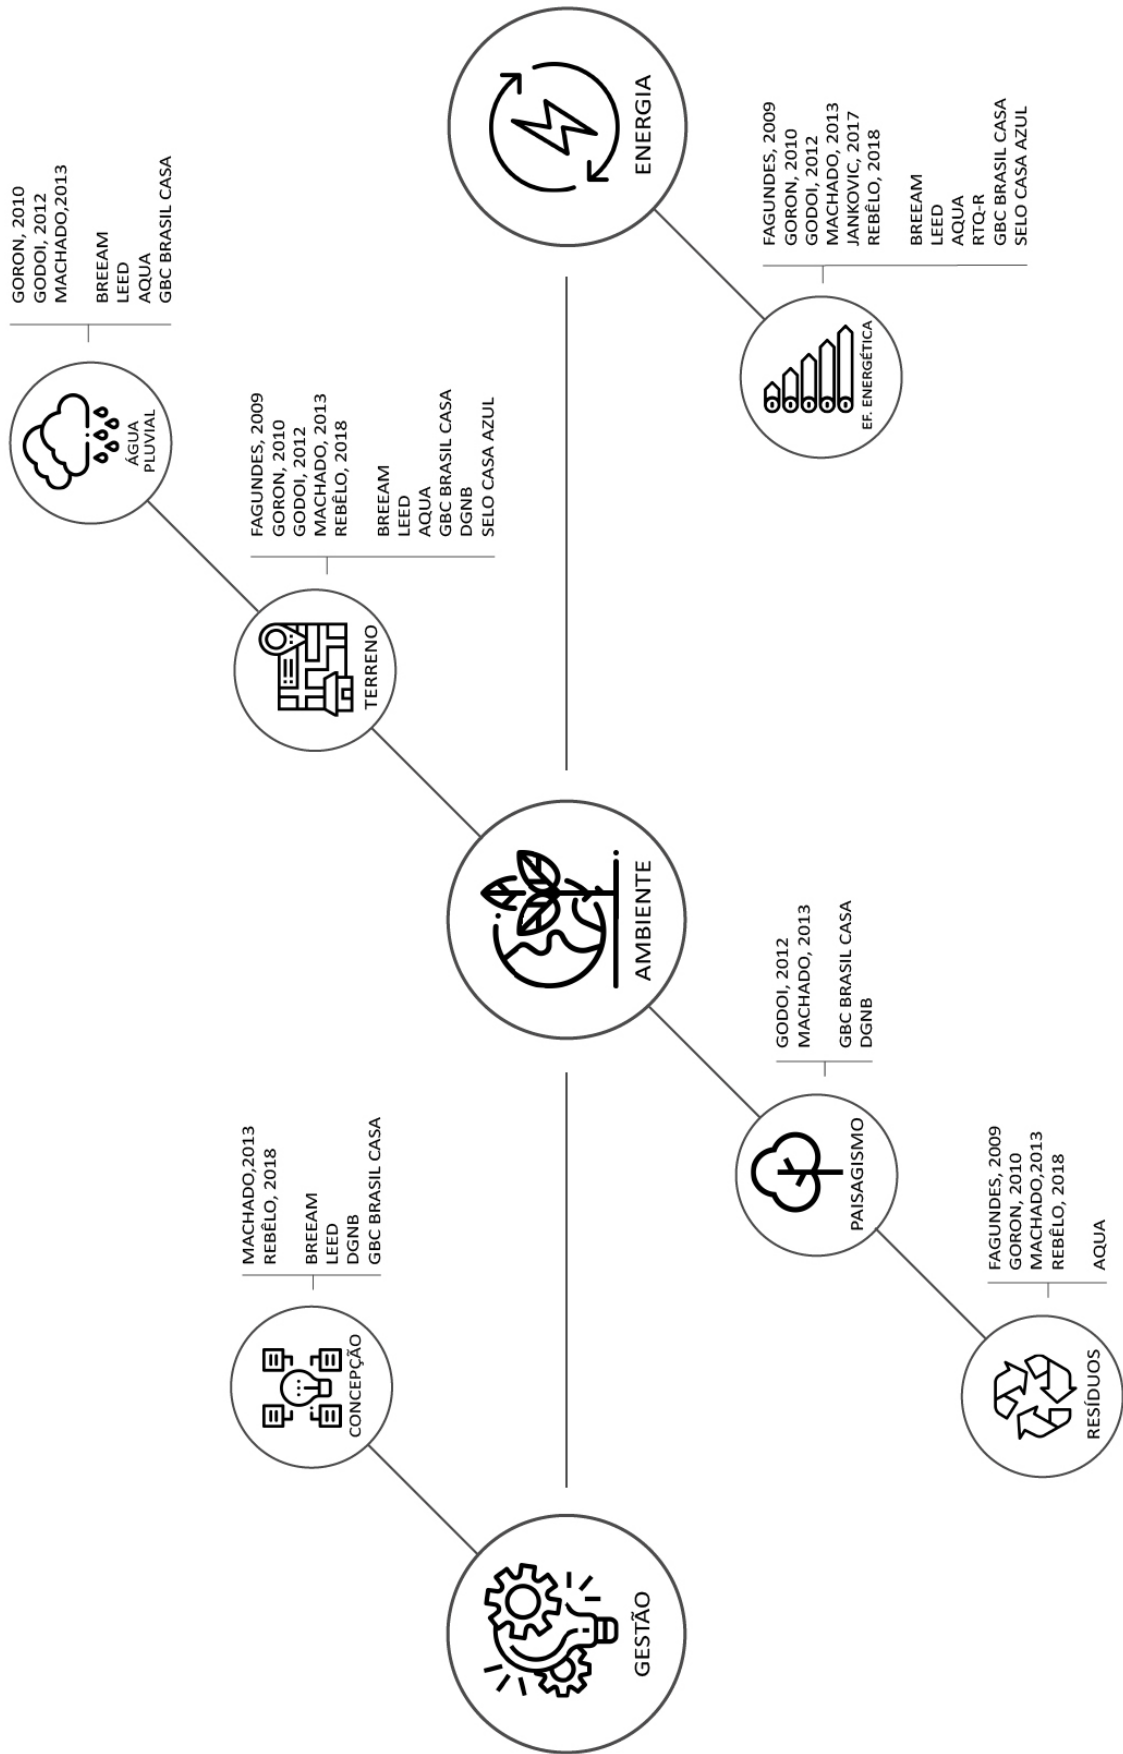 GESTÃO
CONCEPÇÃO
MACHADO,2013
REBÊLO, 2018
BREEAM
LEED
DGNB
GBC BRASIL CASA
AMBIENTE
TERRENO
FAGUNDES, 2009
GORON, 2010
GODOI, 2012
MACHADO, 2013
REBÊLO, 2018
BREEAM
LEED
AQUA
GBC BRASIL CASA
DGNB
SELO CASA AZUL
ÁGUA
PLUVIAL
GORON, 2010
GODOI, 2012
MACHADO,2013
BREEAM
LEED
AQUA
GBC BRASIL CASA
PAISAGISMO
GODOI, 2012
MACHADO, 2013
GBC BRASIL CASA
DGNB
RESÍDUOS
FAGUNDES, 2009
GORON, 2010
MACHADO,2013
REBÊLO, 2018
AQUA
ENERGIA
EF. ENERGÉTICA
FAGUNDES, 2009
GORON, 2010
GODOI, 2012
MACHADO, 2013
JANKOVIC, 2017
REBÊLO, 2018
BREEAM
LEED
AQUA
RTQ-R
GBC BRASIL CASA
SELO CASA AZUL